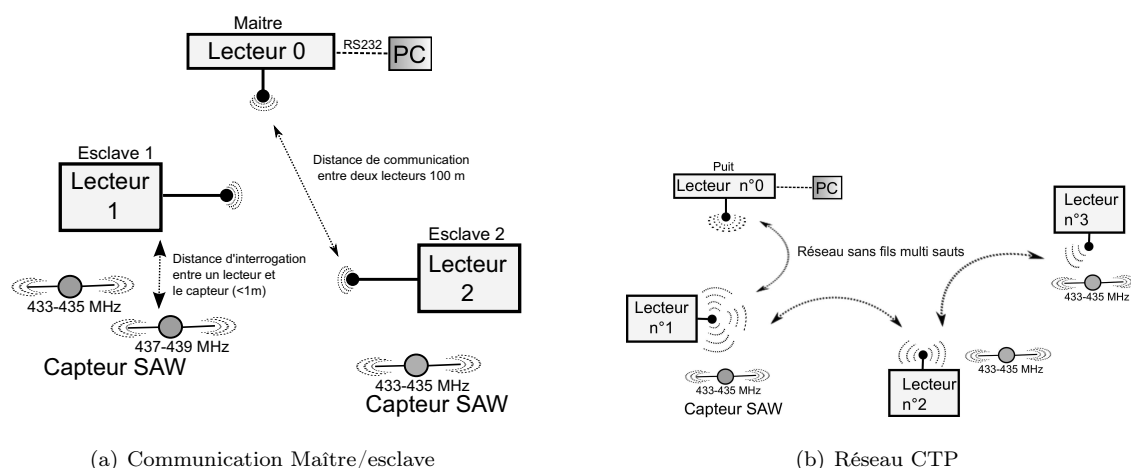 Maitre
Lecteur 0
RS232
PC
Esclave 1
Lecteur
1
Distance de communication
entre deux lecteurs 100 m
Esclave 2
Lecteur
2
Distance d'interrogation
entre un lecteur et
le capteur (<1m)
433-435 MHz
437-439 MHz
Capteur SAW
433-435 MHz
Capteur SAW
(a) Communication Maître/esclave
Puit
Lecteur n°0
PC
Lecteur
n°3
Réseau sans fils multi sauts
433-435 MHz
Lecteur
n°1
433-435 MHz
Capteur SAW
433-435 MHz
Lecteur
n°2
(b) Réseau CTP